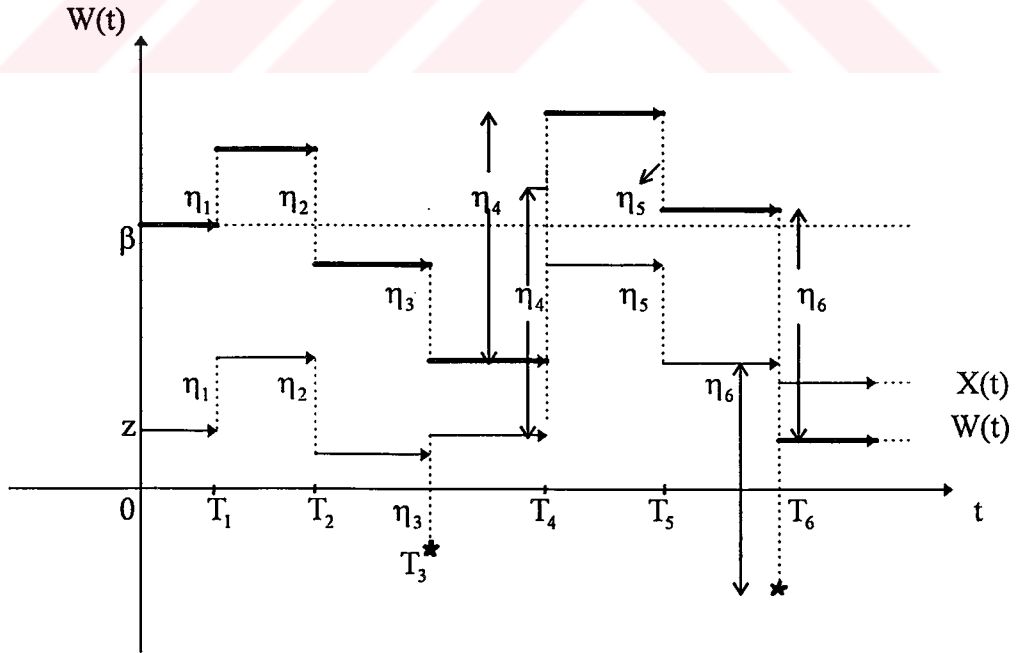 W(t)
η₁ η₂ η₄ η₅
β
η₃ η₄ η₅ η₆
η₁ η₂ η₆ X(t)
z W(t)
0 T₁ T₂ η₃ T₄ T₅ T₆ t
T₃